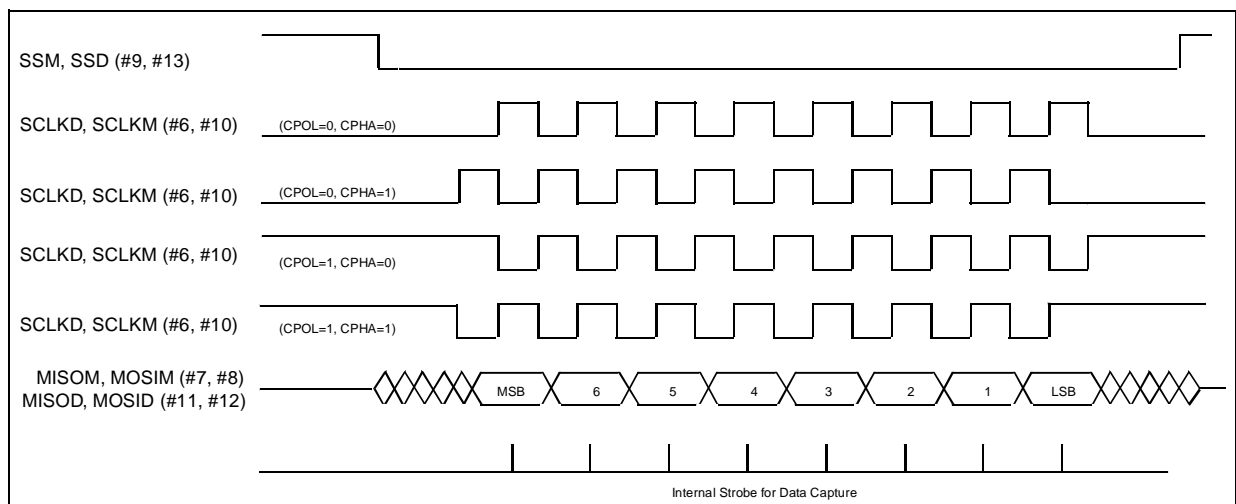 SSM, SSD (#9, #13)
SCLKD, SCLKM (#6, #10) (CPOL=0, CPHA=0)
SCLKD, SCLKM (#6, #10) (CPOL=0, CPHA=1)
SCLKD, SCLKM (#6, #10) (CPOL=1, CPHA=0)
SCLKD, SCLKM (#6, #10) (CPOL=1, CPHA=1)
MISOM, MOSIM (#7, #8)
MISOD, MOSID (#11, #12)
MSB 6 5 4 3 2 1 LSB
Internal Strobe for Data Capture